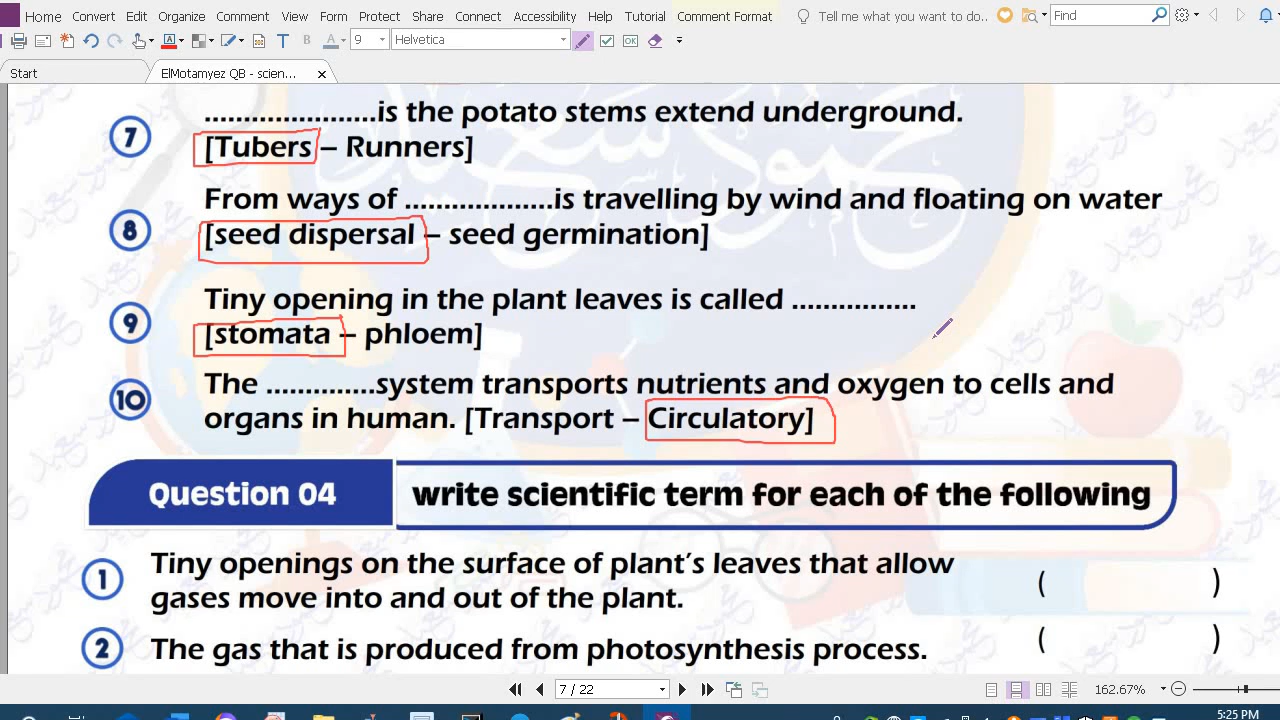 Home Convert Edit Organize Comment View Form Protect Share Connect Accessibility Help Tutorial Comment Format Tell me what you want to do.. Find
9 Helvetica
Start ElMotamyez QB - scien... ×
7 .....................is the potato stems extend underground.
[Tubers – Runners]
8 From ways of ..................is travelling by wind and floating on water
[seed dispersal – seed germination]
9 Tiny opening in the plant leaves is called ...............
[stomata – phloem]
10 The .............system transports nutrients and oxygen to cells and
organs in human. [Transport – Circulatory]
Question 04 write scientific term for each of the following
1 Tiny openings on the surface of plant's leaves that allow
gases move into and out of the plant. ( )
2 The gas that is produced from photosynthesis process. ( )
7 / 22 162.67%
5:25 PM